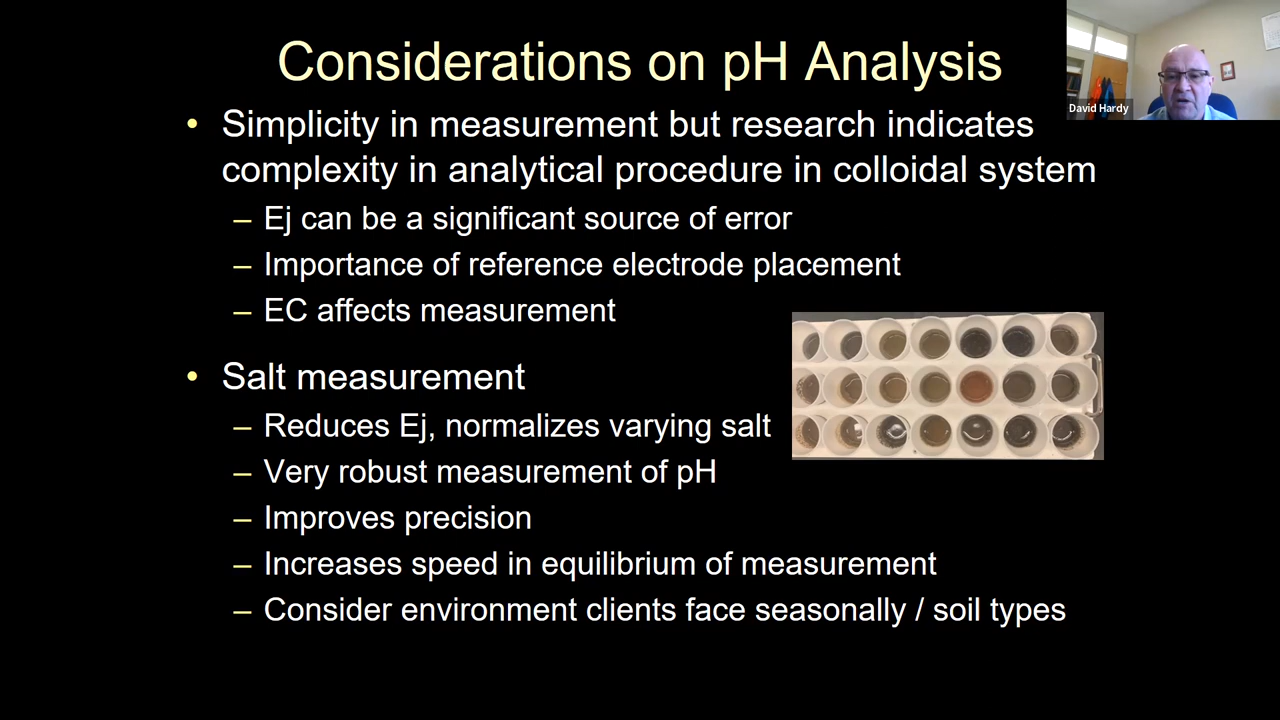 Considerations on pH Analysis
David Hardy
• Simplicity in measurement but research indicates
complexity in analytical procedure in colloidal system
– Ej can be a significant source of error
– Importance of reference electrode placement
– EC affects measurement
• Salt measurement
– Reduces Ej, normalizes varying salt
– Very robust measurement of pH
– Improves precision
– Increases speed in equilibrium of measurement
– Consider environment clients face seasonally / soil types